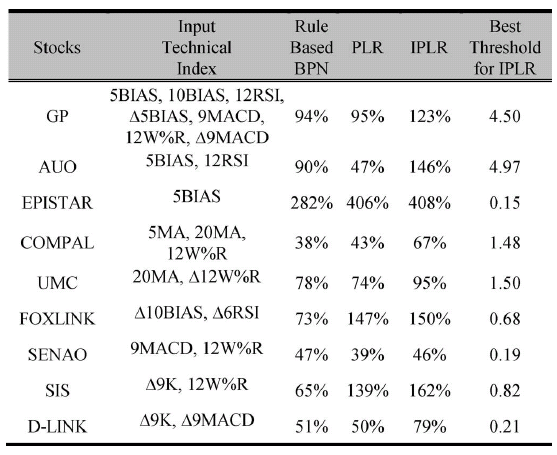 Stocks Input Technical Index Rule Based BPN PLR IPLR Best Threshold for IPLR
GP 5BIAS, 10BIAS, 12RSI, Δ5BIAS, 9MACD, 12W%R, Δ9MACD 94% 95% 123% 4.50
AUO 5BIAS, 12RSI 90% 47% 146% 4.97
EPISTAR 5BIAS 282% 406% 408% 0.15
COMPAL 5MA, 20MA, 12W%R 38% 43% 67% 1.48
UMC 20MA, Δ12W%R 78% 74% 95% 1.50
FOXLINK Δ10BIAS, Δ6RSI 73% 147% 150% 0.68
SENAO 9MACD, 12W%R 47% 39% 46% 0.19
SIS Δ9K, 12W%R 65% 139% 162% 0.82
D-LINK Δ9K, Δ9MACD 51% 50% 79% 0.21